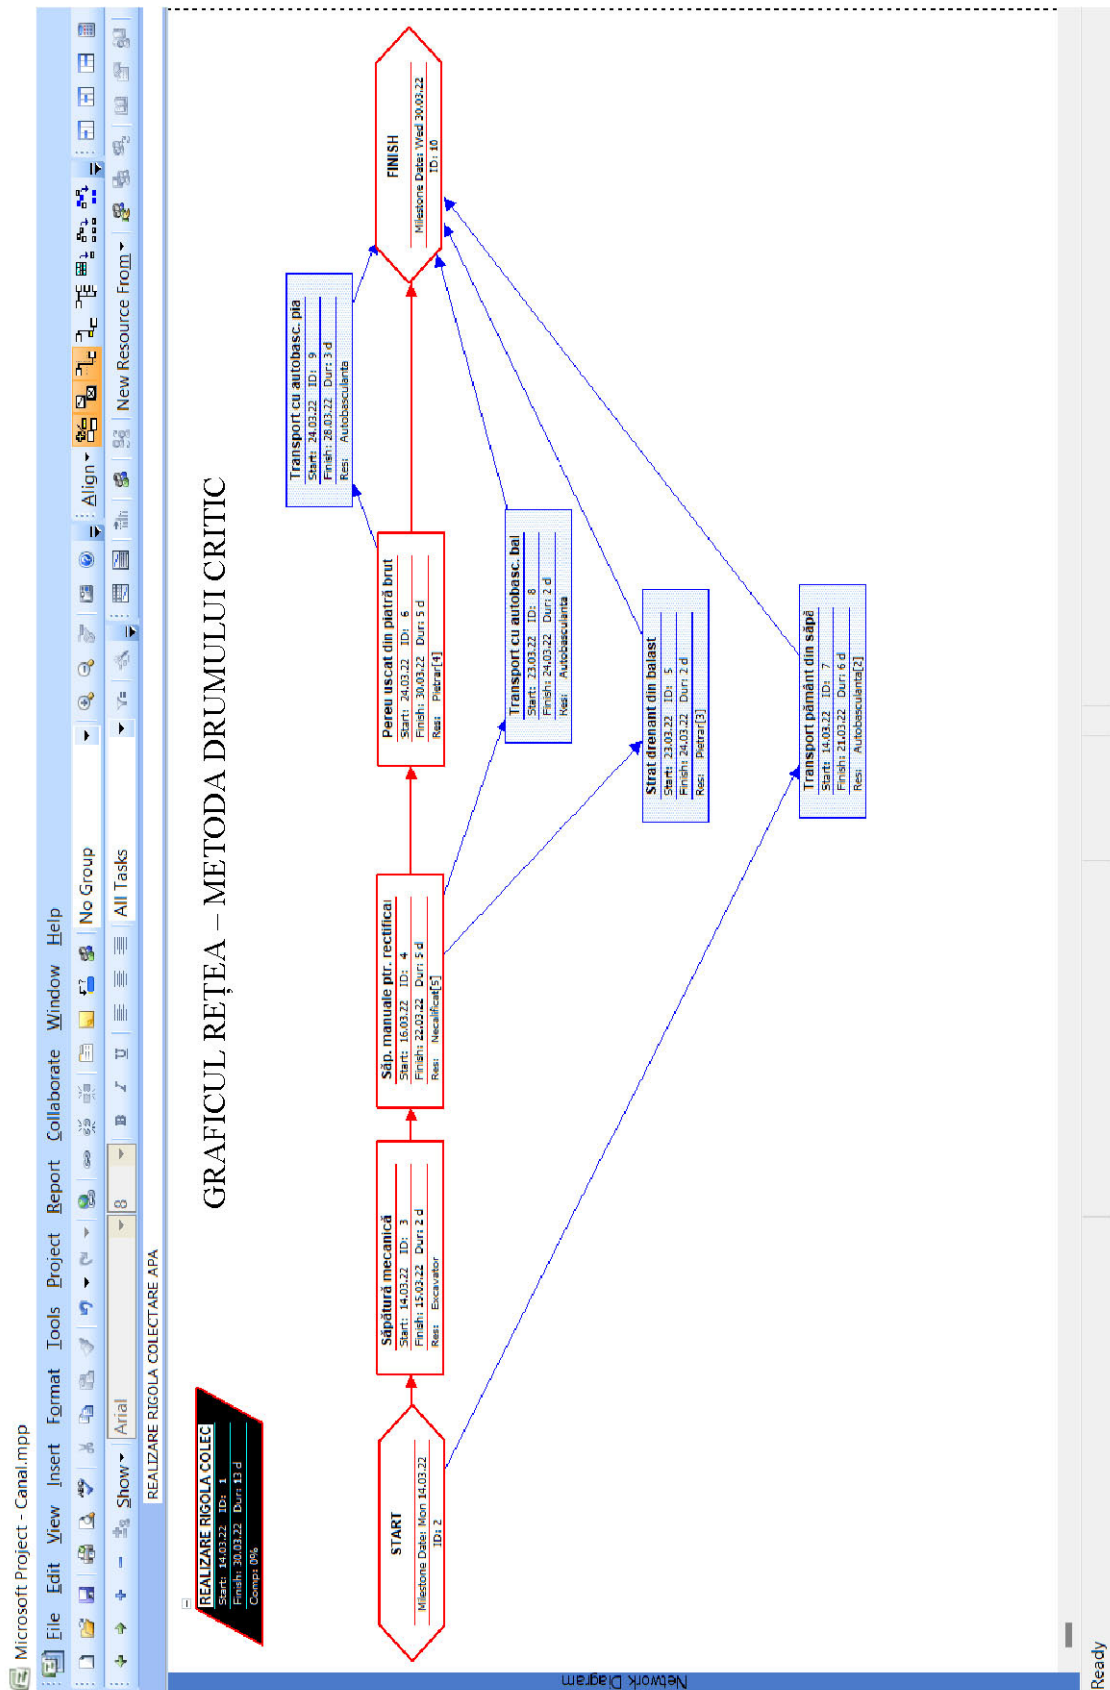 Microsoft Project - Canal.mpp
File Edit View Insert Format Tools Project Report Collaborate Window Help
No Group
Show Arial 8 B I U All Tasks
Align New Resource From
REALIZARE RIGOLA COLECTARE APA
GRAFICUL REȚEA – METODA DRUMULUI CRITIC
REALIZARE RIGOLA COLEC
Start: 14.03.22 ID: 1
Finish: 30.03.22 Dur: 13 d
Comp: 0%
START
Milestone Date: Mon 14.03.22
ID: 2
Săpătură mecanică
Start: 14.03.22 ID: 3
Finish: 15.03.22 Dur: 2 d
Res: Excavator
Săp. manuale ptr. rectificai
Start: 16.03.22 ID: 4
Finish: 22.03.22 Dur: 5 d
Res: Necalificat[5]
Pereu uscat din piatră brut
Start: 24.03.22 ID: 6
Finish: 30.03.22 Dur: 5 d
Res: Pietrar[4]
Transport cu autobasc. pia
Start: 24.03.22 ID: 9
Finish: 28.03.22 Dur: 3 d
Res: Autobasculanta
FINISH
Milestone Date: Wed 30.03.22
ID: 10
Transport cu autobasc. bal
Start: 23.03.22 ID: 8
Finish: 24.03.22 Dur: 2 d
Res: Autobasculanta
Strat drenant din balast
Start: 23.03.22 ID: 5
Finish: 24.03.22 Dur: 2 d
Res: Pietrar[3]
Transport pământ din săpă
Start: 14.03.22 ID: 7
Finish: 21.03.22 Dur: 6 d
Res: Autobasculanta[2]
Network Diagram
Ready